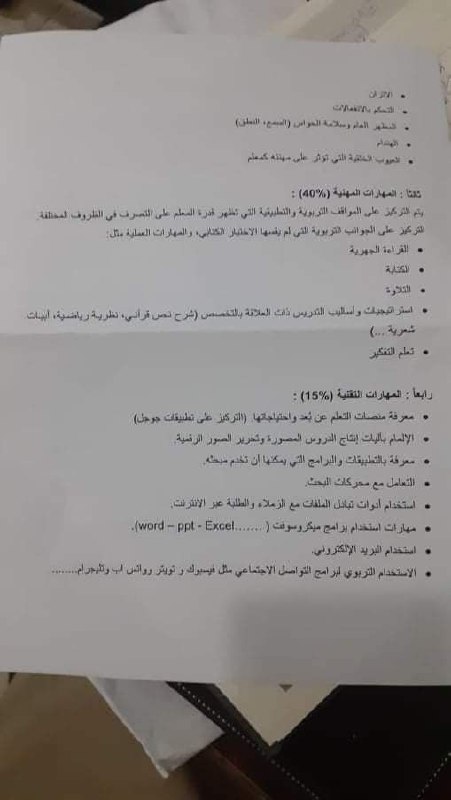 • الاتزان
• التحكم بالانفعالات
• المظهر العام وسلامة الحواس (السمع، النطق)
• الهندام
• العيوب الخلقية التي تؤثر على مهنته كمعلم
ثالثاً : المهارات المهنية (40%) :
يتم التركيز على المواقف التربوية والتطبيقية التي تظهر قدرة المعلم على التصرف في الظروف المختلفة.
التركيز على الجوانب التربوية التي لم يقسها الاختبار الكتابي، والمهارات العملية مثل:
• القراءة الجهرية
• الكتابة
• التلاوة
• استراتيجيات وأساليب التدريس ذات العلاقة بالتخصص (شرح نص قرآني، نظرية رياضية، أبيات
شعرية ...)
• تعلم التفكير
رابعاً : المهارات التقنية (15%) :
• معرفة منصات التعلم عن بُعد واحتياجاتها (التركيز على تطبيقات جوجل)
• الإلمام بآليات إنتاج الدروس المصورة وتحرير الصور الرقمية.
• معرفة بالتطبيقات والبرامج التي يمكنها أن تخدم مبحثه.
• التعامل مع محركات البحث.
• استخدام أدوات تبادل الملفات مع الزملاء والطلبة عبر الانترنت.
• مهارات استخدام برامج ميكروسوفت (word – ppt - Excel.......).
• استخدام البريد الإلكتروني.
• الاستخدام التربوي لبرامج التواصل الاجتماعي مثل فيسبوك و تويتر وواتس اب وتليجرام........